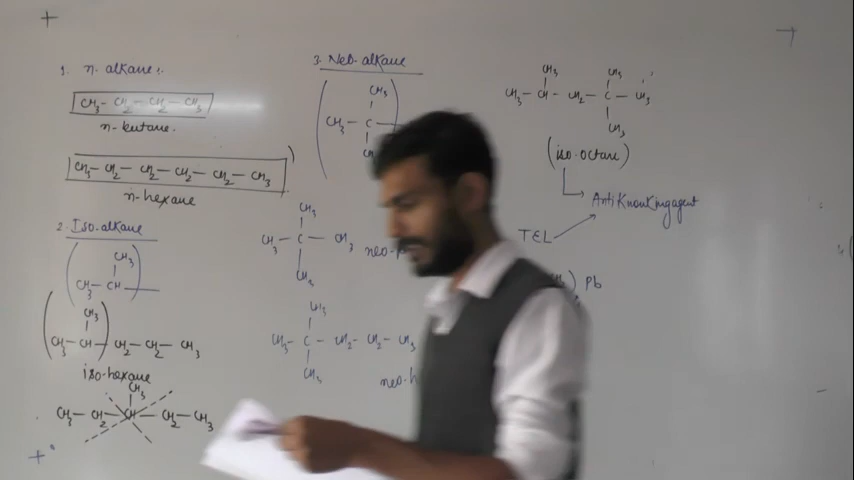 1. n-alkane:
CH3-CH2-CH2-CH3
n-butane.
CH3-CH2-CH2-CH2-CH2-CH3
n-hexane
2. Iso-alkane
CH3
CH3-CH-
CH3
CH3-CH-CH2-CH2-CH3
iso-hexane
CH3
CH3-CH2-CH-CH2-CH3
3. Neo-alkane
CH3
CH3-C-
CH3
CH3-C-CH3
CH3
neo-
CH3
CH3-C-CH2-CH2-CH3
CH3
neo-h
CH3 CH3
CH3-CH-CH2-C-CH3
CH3
(iso-octane)
AntiKnocking agent
TEL
Pb